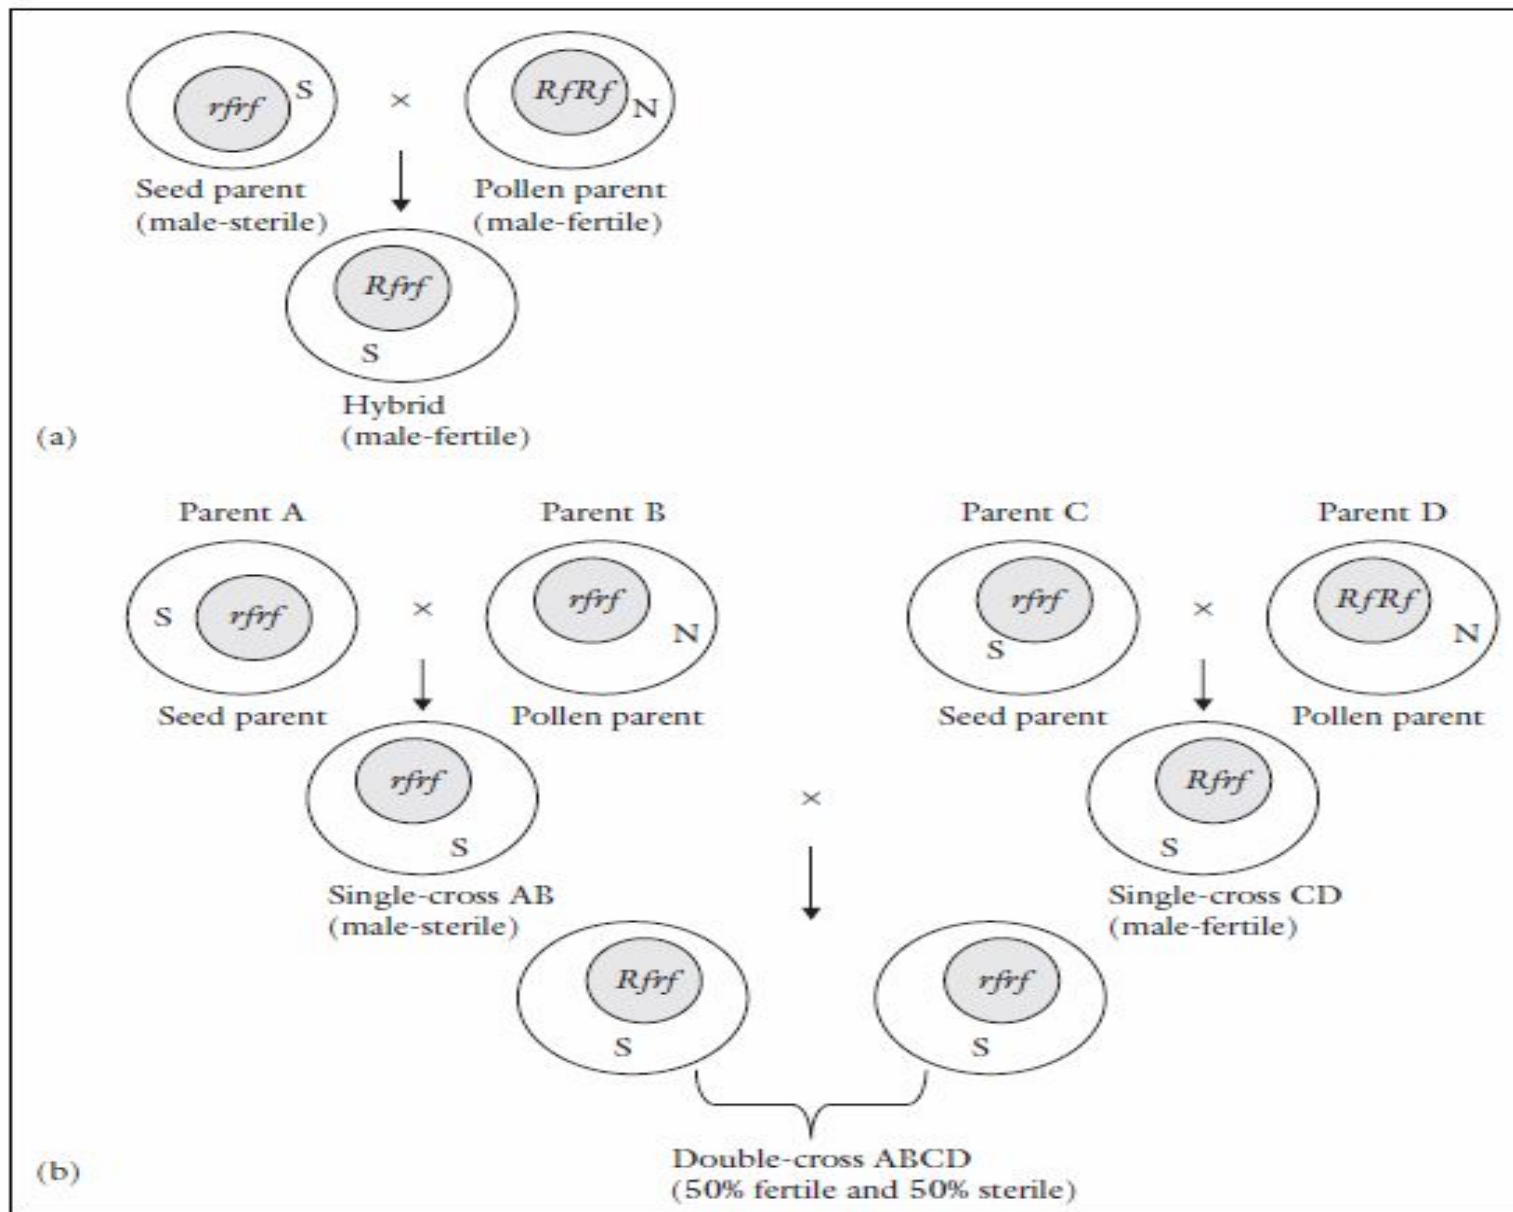 rfrf S × RfRf N
Seed parent Pollen parent
(male-sterile) (male-fertile)
Rfrf
S
Hybrid
(male-fertile)
(a)
Parent A Parent B Parent C Parent D
S rfrf × rfrf N rfrf S × RfRf N
Seed parent Pollen parent Seed parent Pollen parent
rfrf S × Rfrf S
Single-cross AB Single-cross CD
(male-sterile) (male-fertile)
Rfrf rfrf
S S
Double-cross ABCD
(50% fertile and 50% sterile)
(b)